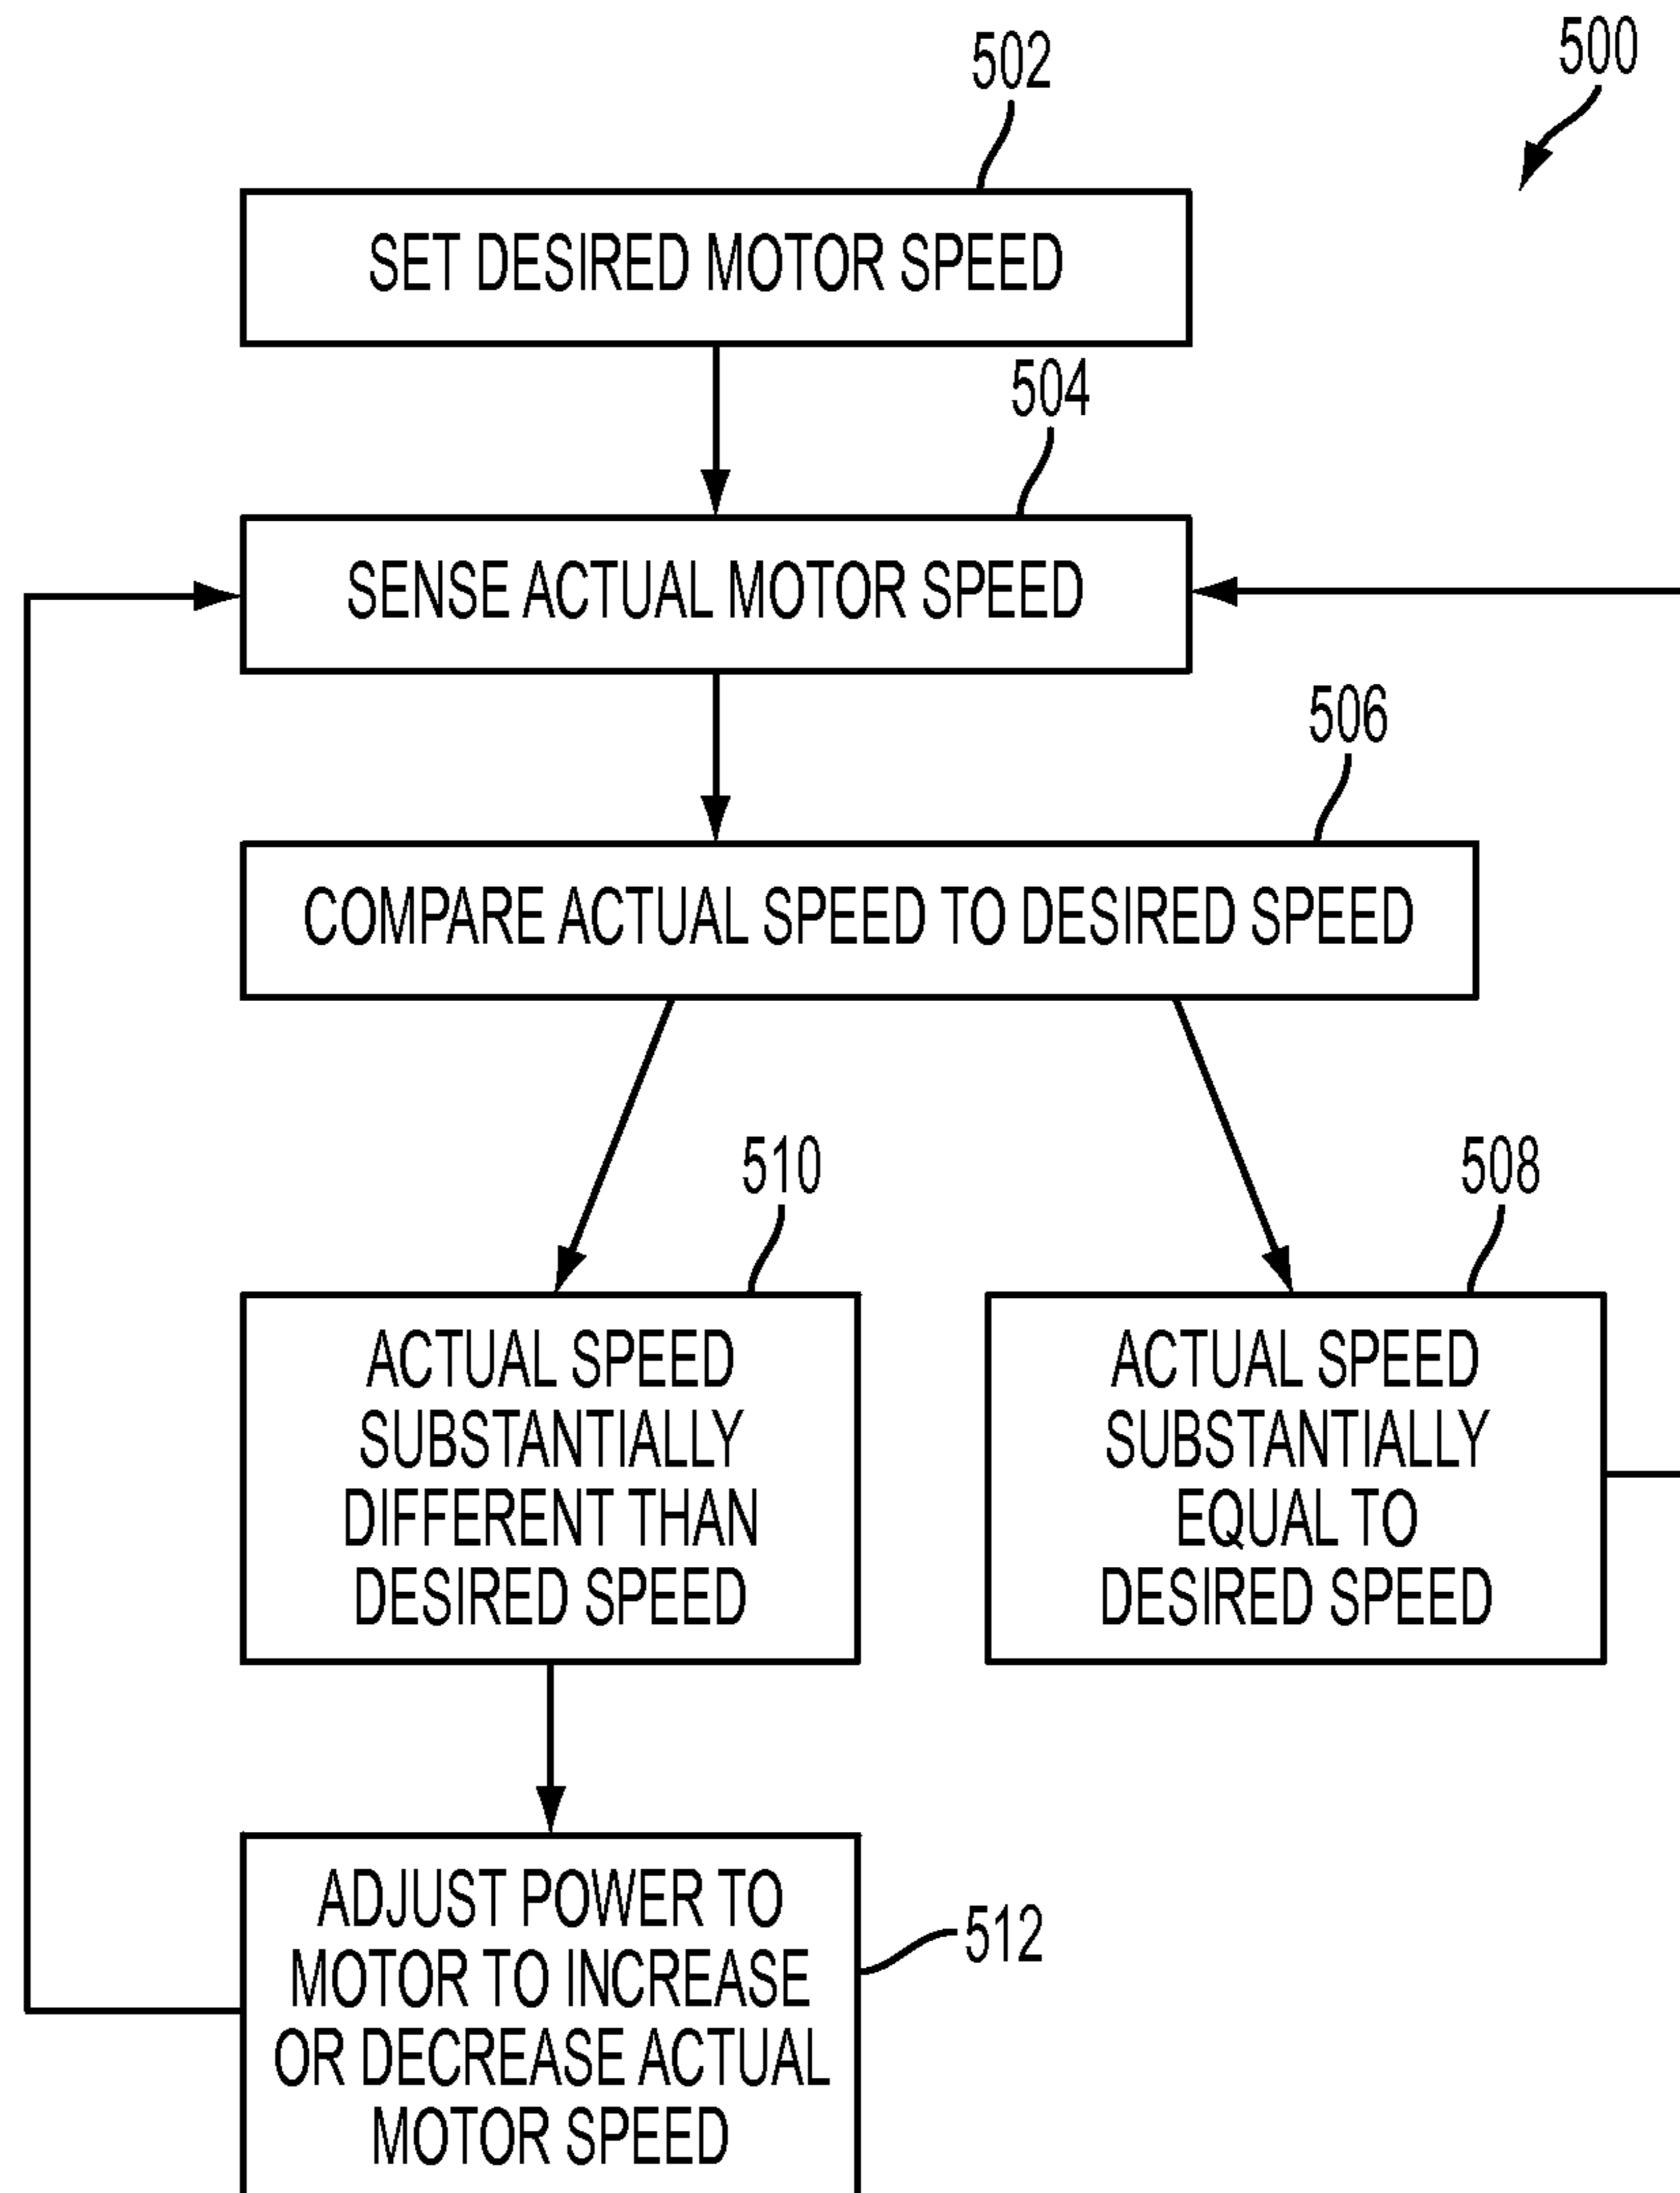 500
502
SET DESIRED MOTOR SPEED
504
SENSE ACTUAL MOTOR SPEED
506
COMPARE ACTUAL SPEED TO DESIRED SPEED
510
ACTUAL SPEED
SUBSTANTIALLY
DIFFERENT THAN
DESIRED SPEED
508
ACTUAL SPEED
SUBSTANTIALLY
EQUAL TO
DESIRED SPEED
ADJUST POWER TO
MOTOR TO INCREASE
OR DECREASE ACTUAL
MOTOR SPEED
512